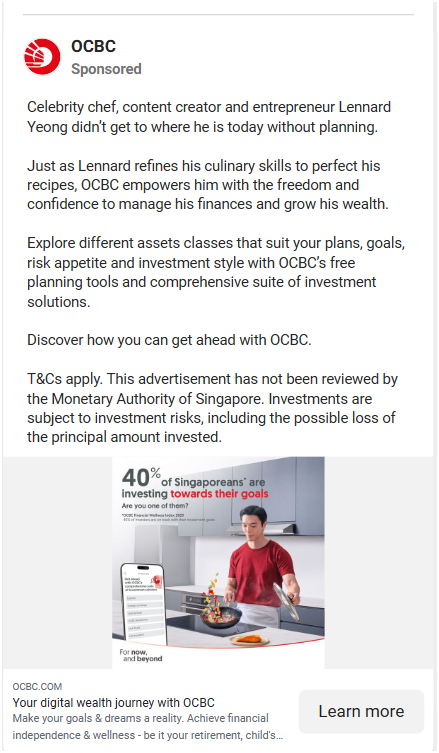 OCBC
Sponsored
Celebrity chef, content creator and entrepreneur Lennard
Yeong didn't get to where he is today without planning.
Just as Lennard refines his culinary skills to perfect his
recipes, OCBC empowers him with the freedom and
confidence to manage his finances and grow his wealth.
Explore different assets classes that suit your plans, goals,
risk appetite and investment style with OCBC's free
planning tools and comprehensive suite of investment
solutions.
Discover how you can get ahead with OCBC.
T&Cs apply. This advertisement has not been reviewed by
the Monetary Authority of Singapore. Investments are
subject to investment risks, including the possible loss of
the principal amount invested.
40% of Singaporeans* are
investing towards their goals
Are you one of them?
*OCBC Financial Wellness Index 2023
For now,
and beyond
OCBC.COM
Your digital wealth journey with OCBC
Make your goals & dreams a reality. Achieve financial
independence & wellness - be it your retirement, child's...
Learn more